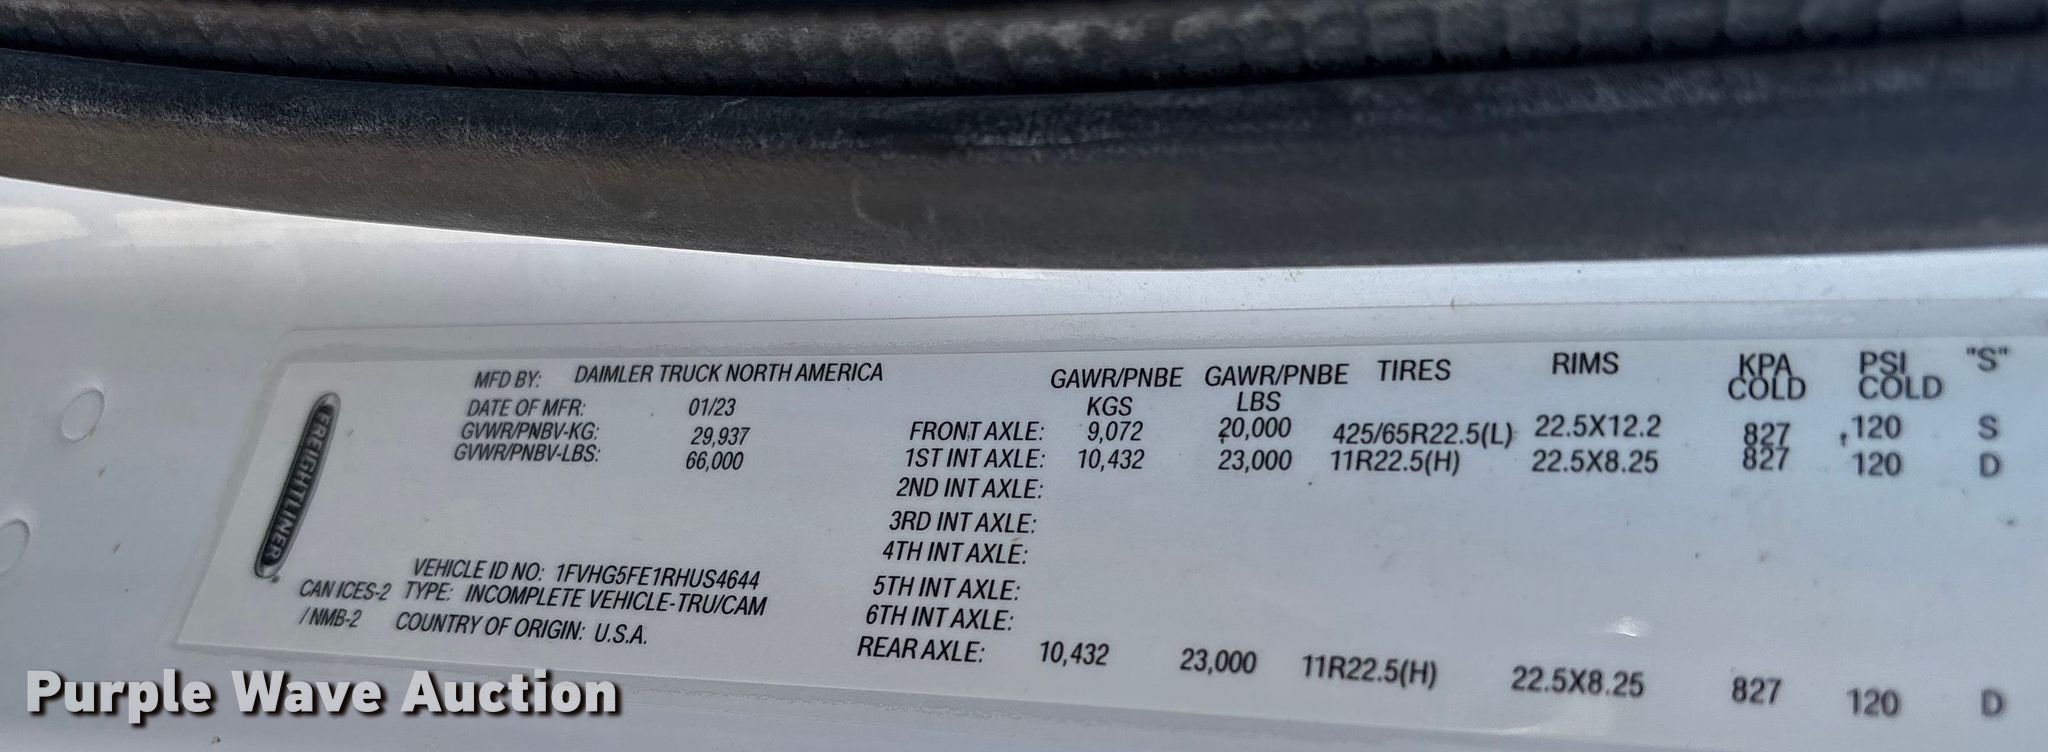 MFD BY: DAIMLER TRUCK NORTH AMERICA
DATE OF MFR: 01/23
GVWR/PNBV-KG: 29,937
GVWR/PNBV-LBS: 66,000
FREIGHTLINER
VEHICLE ID NO: 1FVHG5FE1RHUS4644
CAN ICES-2 TYPE: INCOMPLETE VEHICLE-TRU/CAM
/ NMB-2 COUNTRY OF ORIGIN: U.S.A.
GAWR/PNBE GAWR/PNBE TIRES RIMS KPA PSI "S"
KGS LBS COLD COLD
FRONT AXLE: 9,072 20,000 425/65R22.5(L) 22.5X12.2 827 120 S
1ST INT AXLE: 10,432 23,000 11R22.5(H) 22.5X8.25 827 120 D
2ND INT AXLE:
3RD INT AXLE:
4TH INT AXLE:
5TH INT AXLE:
6TH INT AXLE:
REAR AXLE: 10,432 23,000 11R22.5(H) 22.5X8.25 827 120 D
Purple Wave Auction